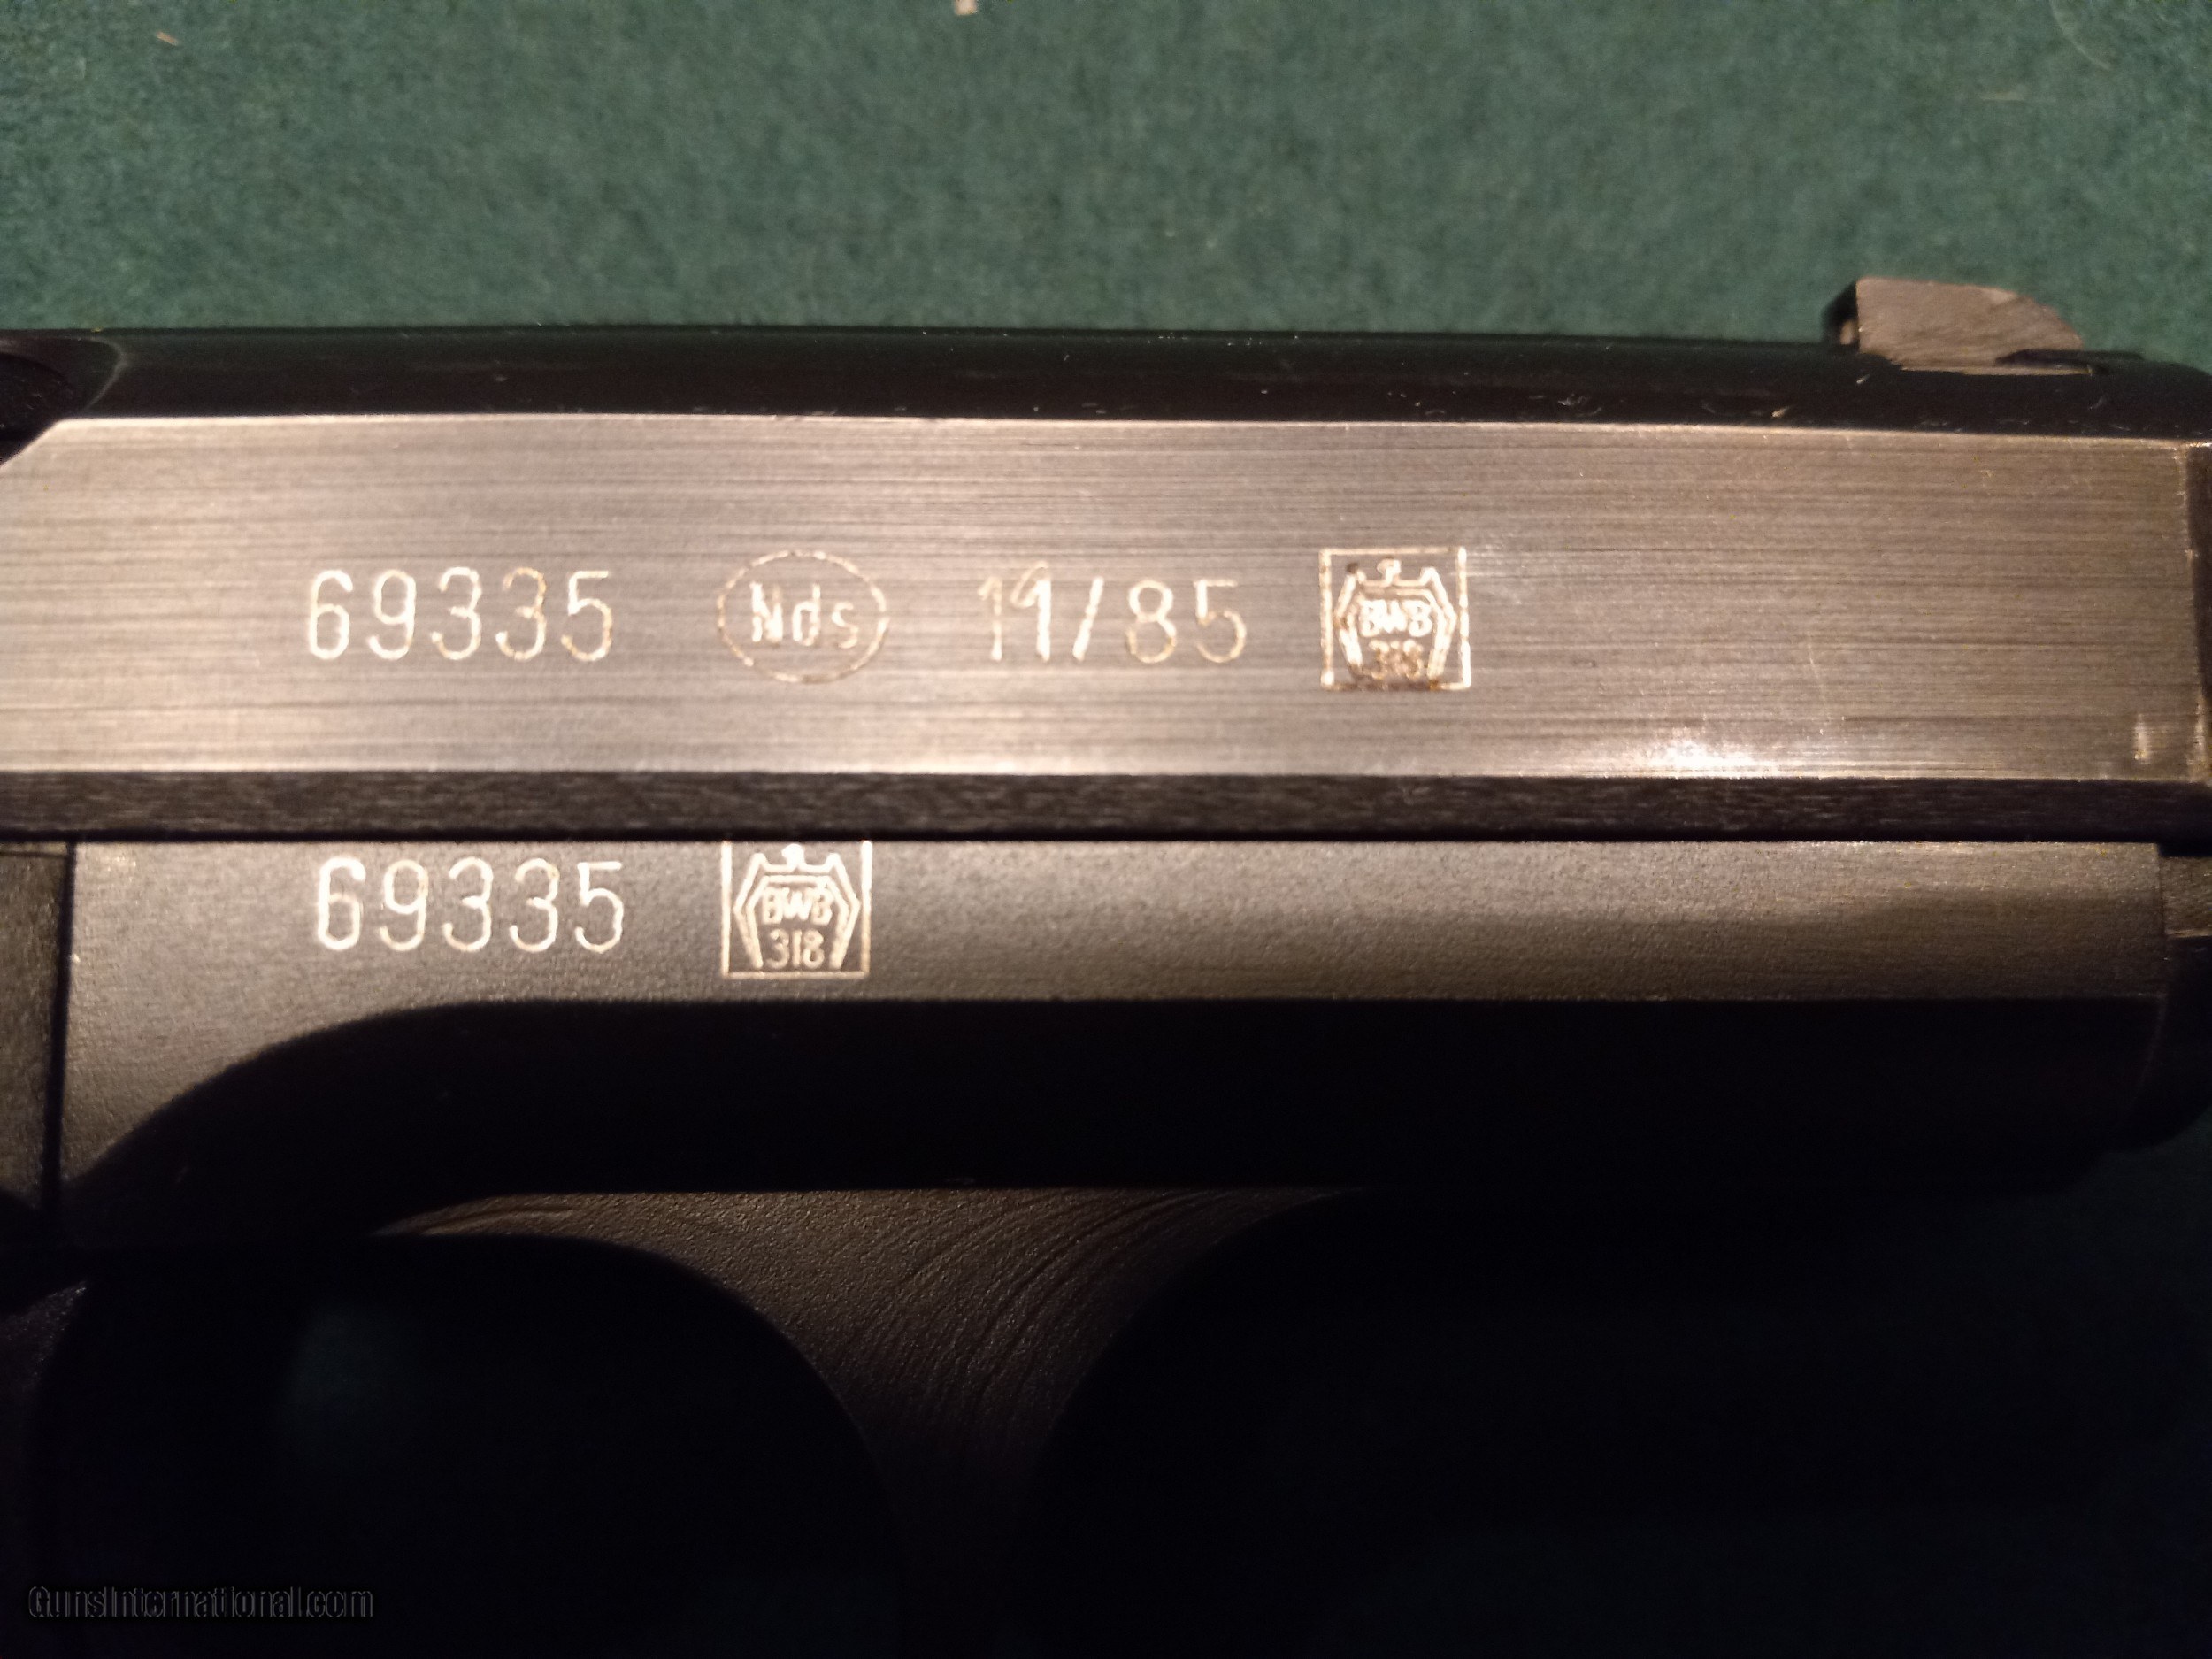 69335 Nds 11/85 BWB 318
69335 BWB 318
GunsInternational.com